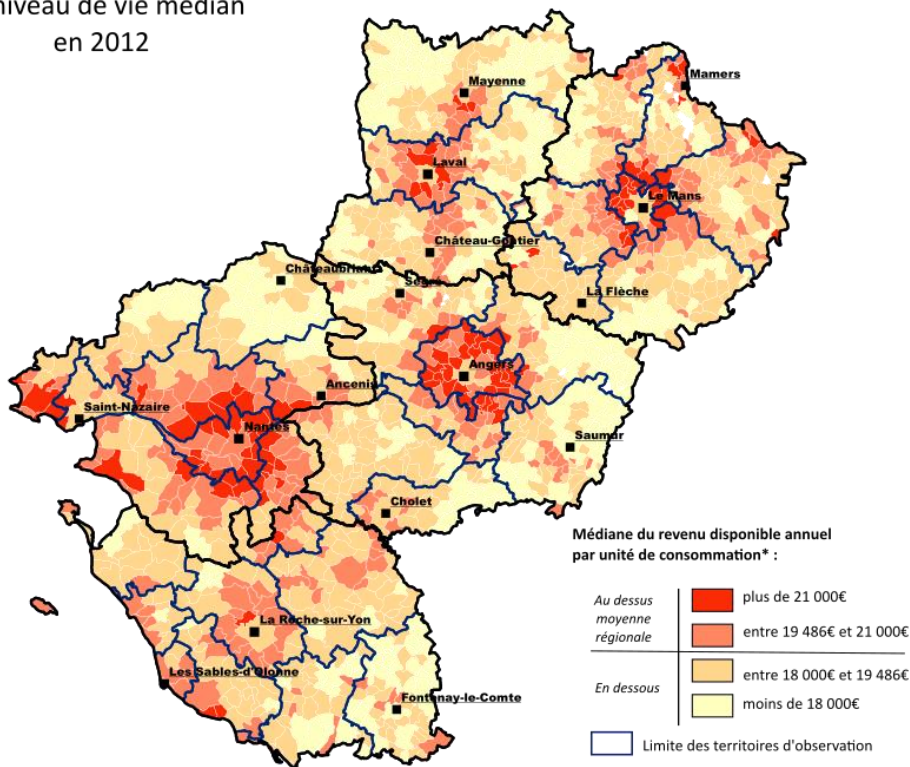 niveau de vie médian
en 2012
Mayenne
Mamers
Laval
Le Mans
Château-Gontier
Châteaubriant
Segré
La Flèche
Angers
Ancenis
Saint-Nazaire
Nantes
Saumur
Cholet
La Roche-sur-Yon
Les Sables-d'Olonne
Fontenay-le-Comte
Médiane du revenu disponible annuel
par unité de consommation* :
Au dessus
moyenne
régionale
plus de 21 000€
entre 19 486€ et 21 000€
En dessous
entre 18 000€ et 19 486€
moins de 18 000€
Limite des territoires d'observation